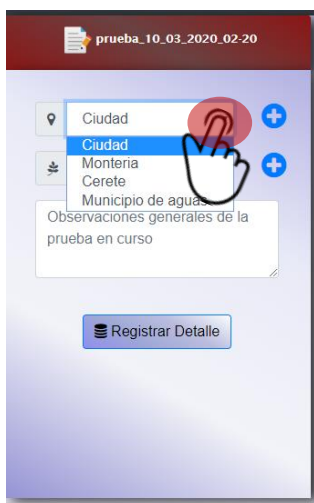 prueba_10_03_2020_02-20
Ciudad
Ciudad
Monteria
Cerete
Municipio de aguas
Observaciones generales de la
prueba en curso
Registrar Detalle